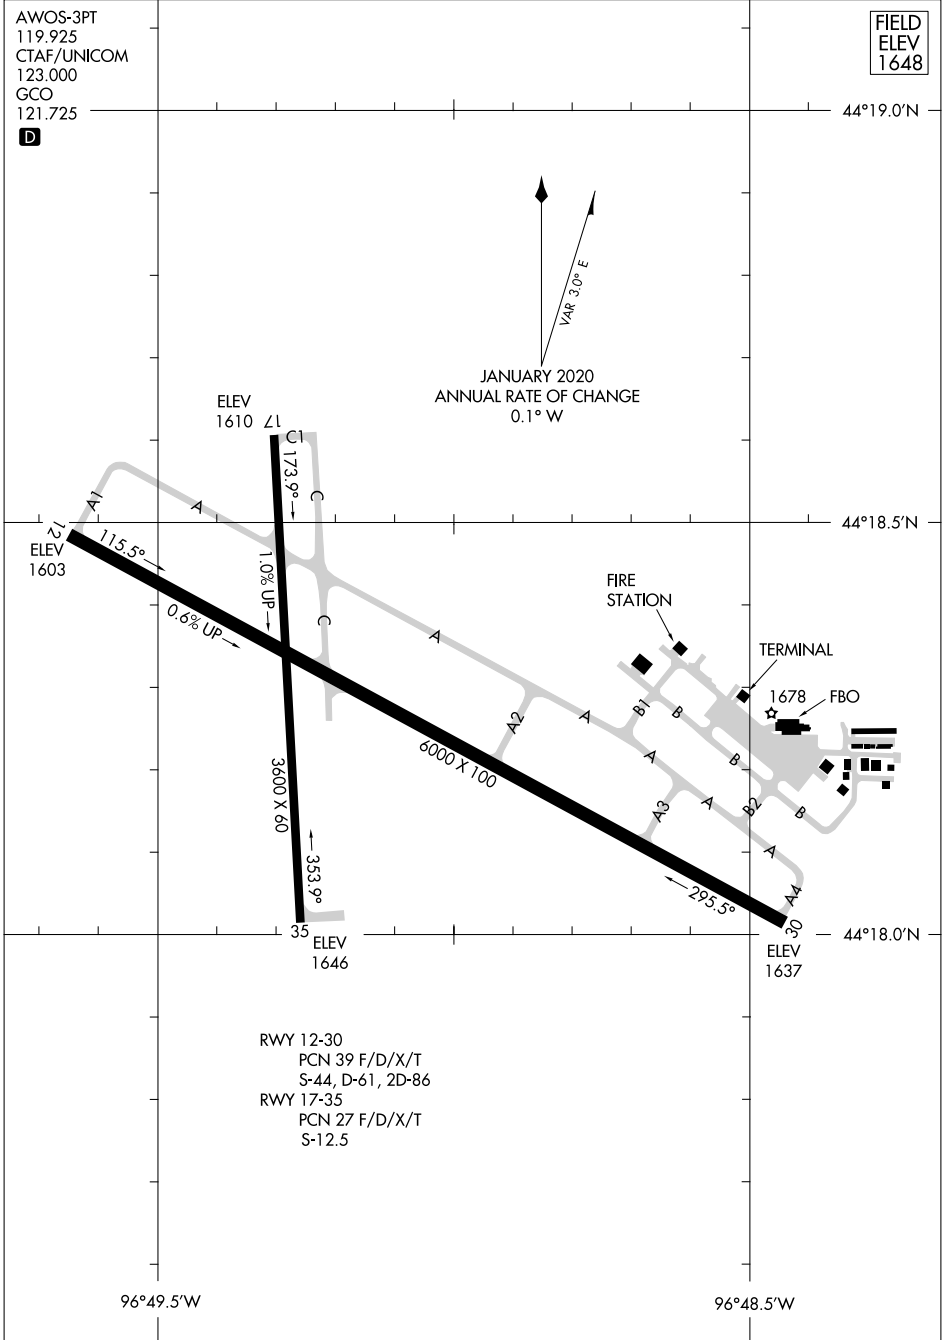 AWOS-3PT
119.925
CTAF/UNICOM
123.000
GCO
121.725
D
FIELD
ELEV
1648
44°19.0'N
VAR 3.0° E
JANUARY 2020
ANNUAL RATE OF CHANGE
0.1° W
ELEV
1610
17
C1
173.9°
C
A1
A
44°18.5'N
12
ELEV
1603
115.5°
1.0% UP
0.6% UP
C
A
FIRE
STATION
TERMINAL
1678
FBO
A2
A
B1
B
A
B
6000 X 100
3600 X 60
A3
A
B2
B
A
353.9°
295.5°
A4
30
35
ELEV
1646
44°18.0'N
ELEV
1637
RWY 12-30
PCN 39 F/D/X/T
S-44, D-61, 2D-86
RWY 17-35
PCN 27 F/D/X/T
S-12.5
96°49.5'W
96°48.5'W